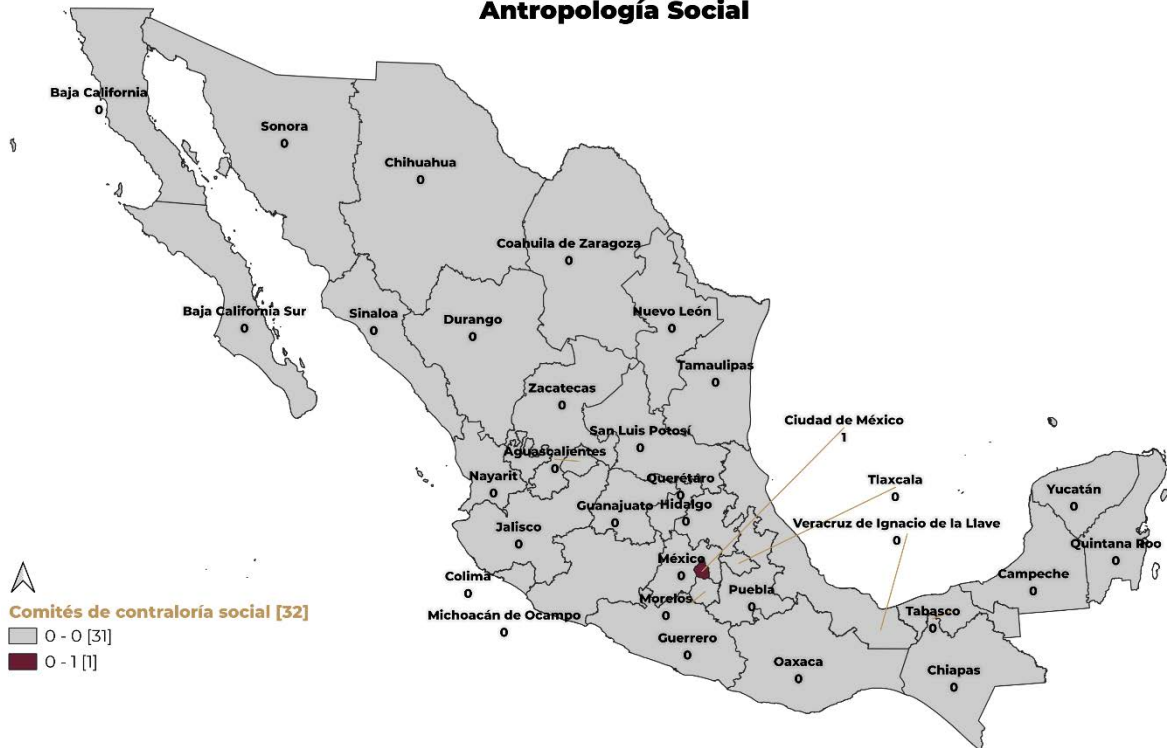 Antropología Social
Baja California
0
Sonora
0
Chihuahua
0
Coahuila de Zaragoza
0
Baja California Sur
0
Sinaloa
0
Durango
0
Nuevo León
0
Tamaulipas
0
Zacatecas
0
San Luis Potosí
0
Ciudad de México
1
Aguascalientes
0
Nayarit
0
Querétaro
0
Tlaxcala
0
Yucatán
0
Guanajuato
0
Hidalgo
0
Jalisco
0
Veracruz de Ignacio de la Llave
0
Quintana Roo
0
México
0
Colima
0
Campeche
0
Puebla
0
Morelos
0
Michoacán de Ocampo
0
Tabasco
0
Guerrero
0
Oaxaca
0
Chiapas
0
Comités de contraloría social [32]
0 - 0 [31]
0 - 1 [1]